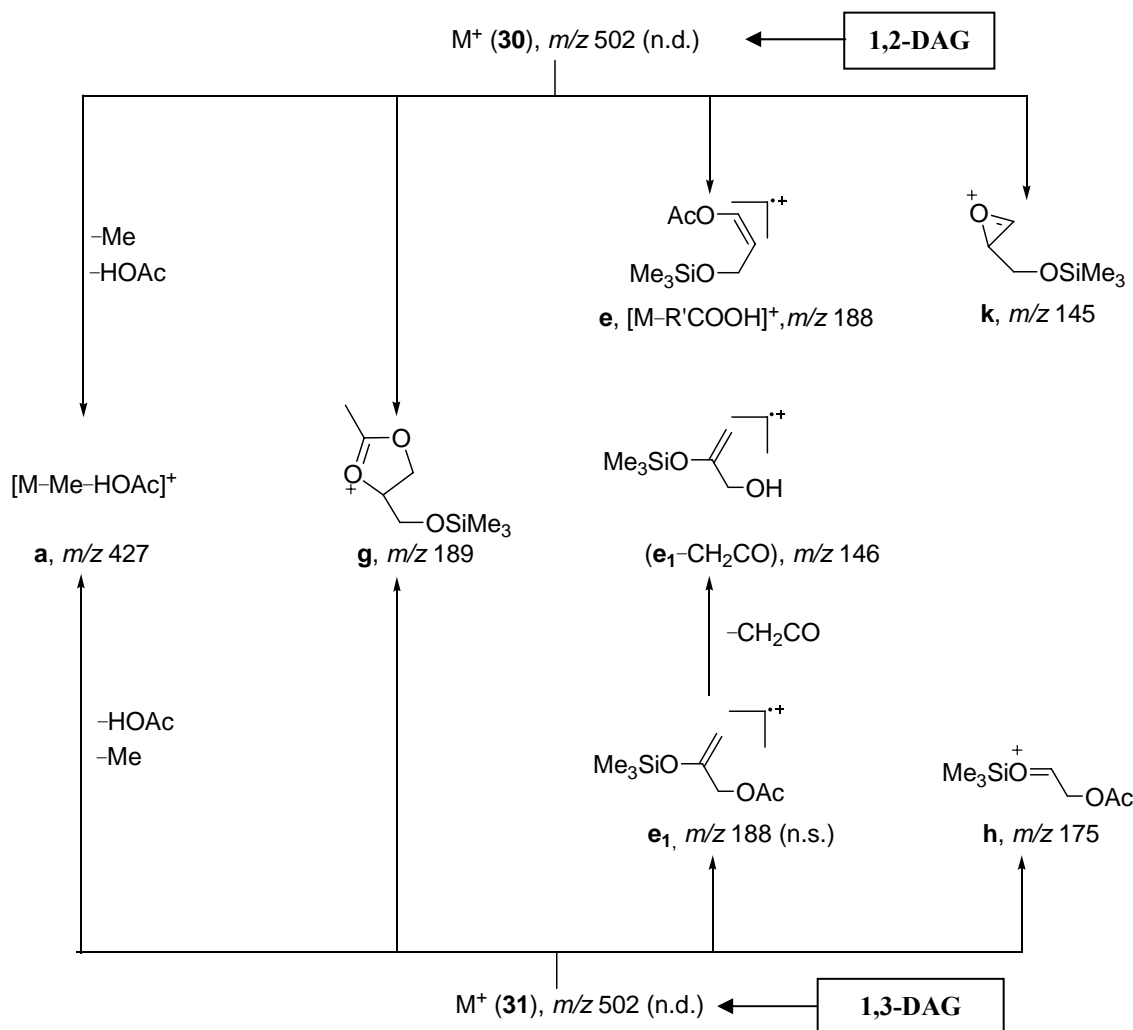 M⁺ (30), m/z 502 (n.d.)
1,2-DAG
–Me
–HOAc
AcO
•+
Me₃SiO
e, [M–R'COOH]⁺,m/z 188
+
O
OSiMe₃
k, m/z 145
[M–Me–HOAc]⁺
a, m/z 427
O
O
+
OSiMe₃
g, m/z 189
•+
Me₃SiO
OH
(e₁–CH₂CO), m/z 146
–CH₂CO
–HOAc
–Me
•+
Me₃SiO
OAc
e₁, m/z 188 (n.s.)
+
Me₃SiO
OAc
h, m/z 175
M⁺ (31), m/z 502 (n.d.)
1,3-DAG